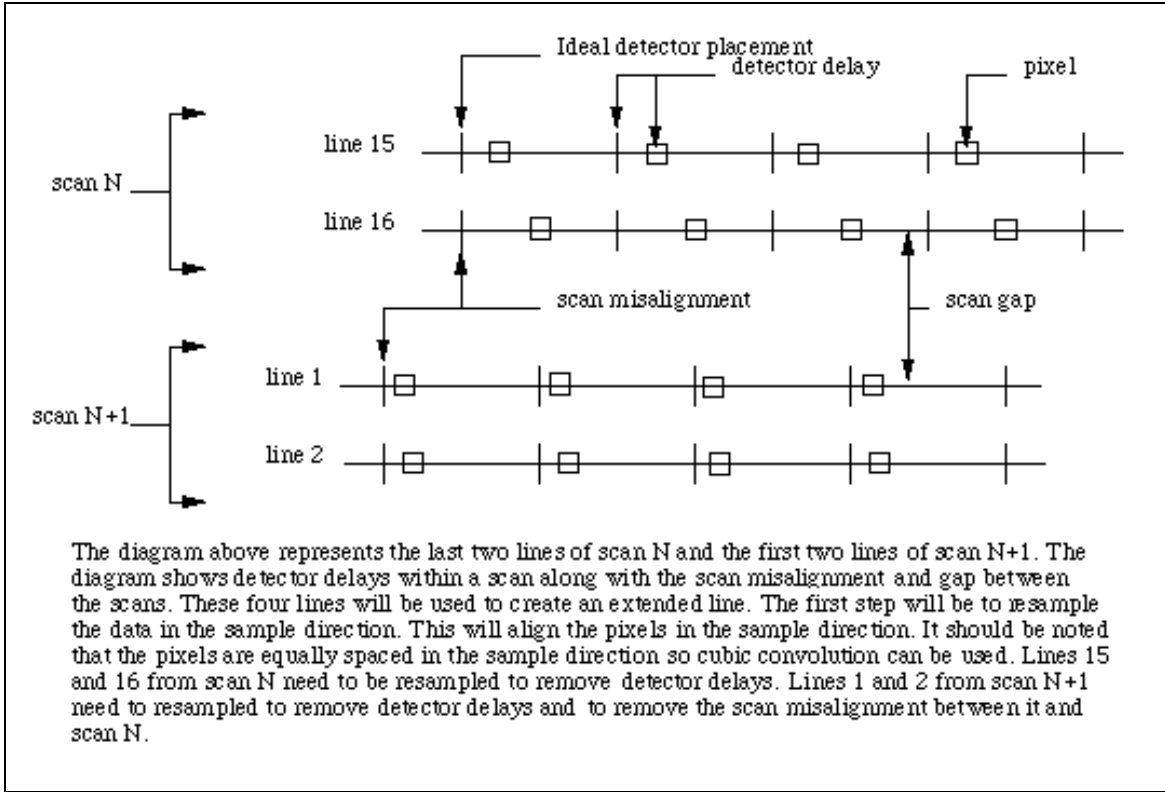 Ideal detector placement
detector delay
pixel
line 15
scan N
line 16
scan misalignment
scan gap
line 1
scan N+1
line 2
The diagram above represents the last two lines of scan N and the first two lines of scan N+1. The
diagram shows detector delays within a scan along with the scan misalignment and gap between
the scans. These four lines will be used to create an extended line. The first step will be to resample
the data in the sample direction. This will align the pixels in the sample direction. It should be noted
that the pixels are equally spaced in the sample direction so cubic convolution can be used. Lines 15
and 16 from scan N need to be resampled to remove detector delays. Lines 1 and 2 from scan N+1
need to resampled to remove detector delays and to remove the scan misalignment between it and
scan N.